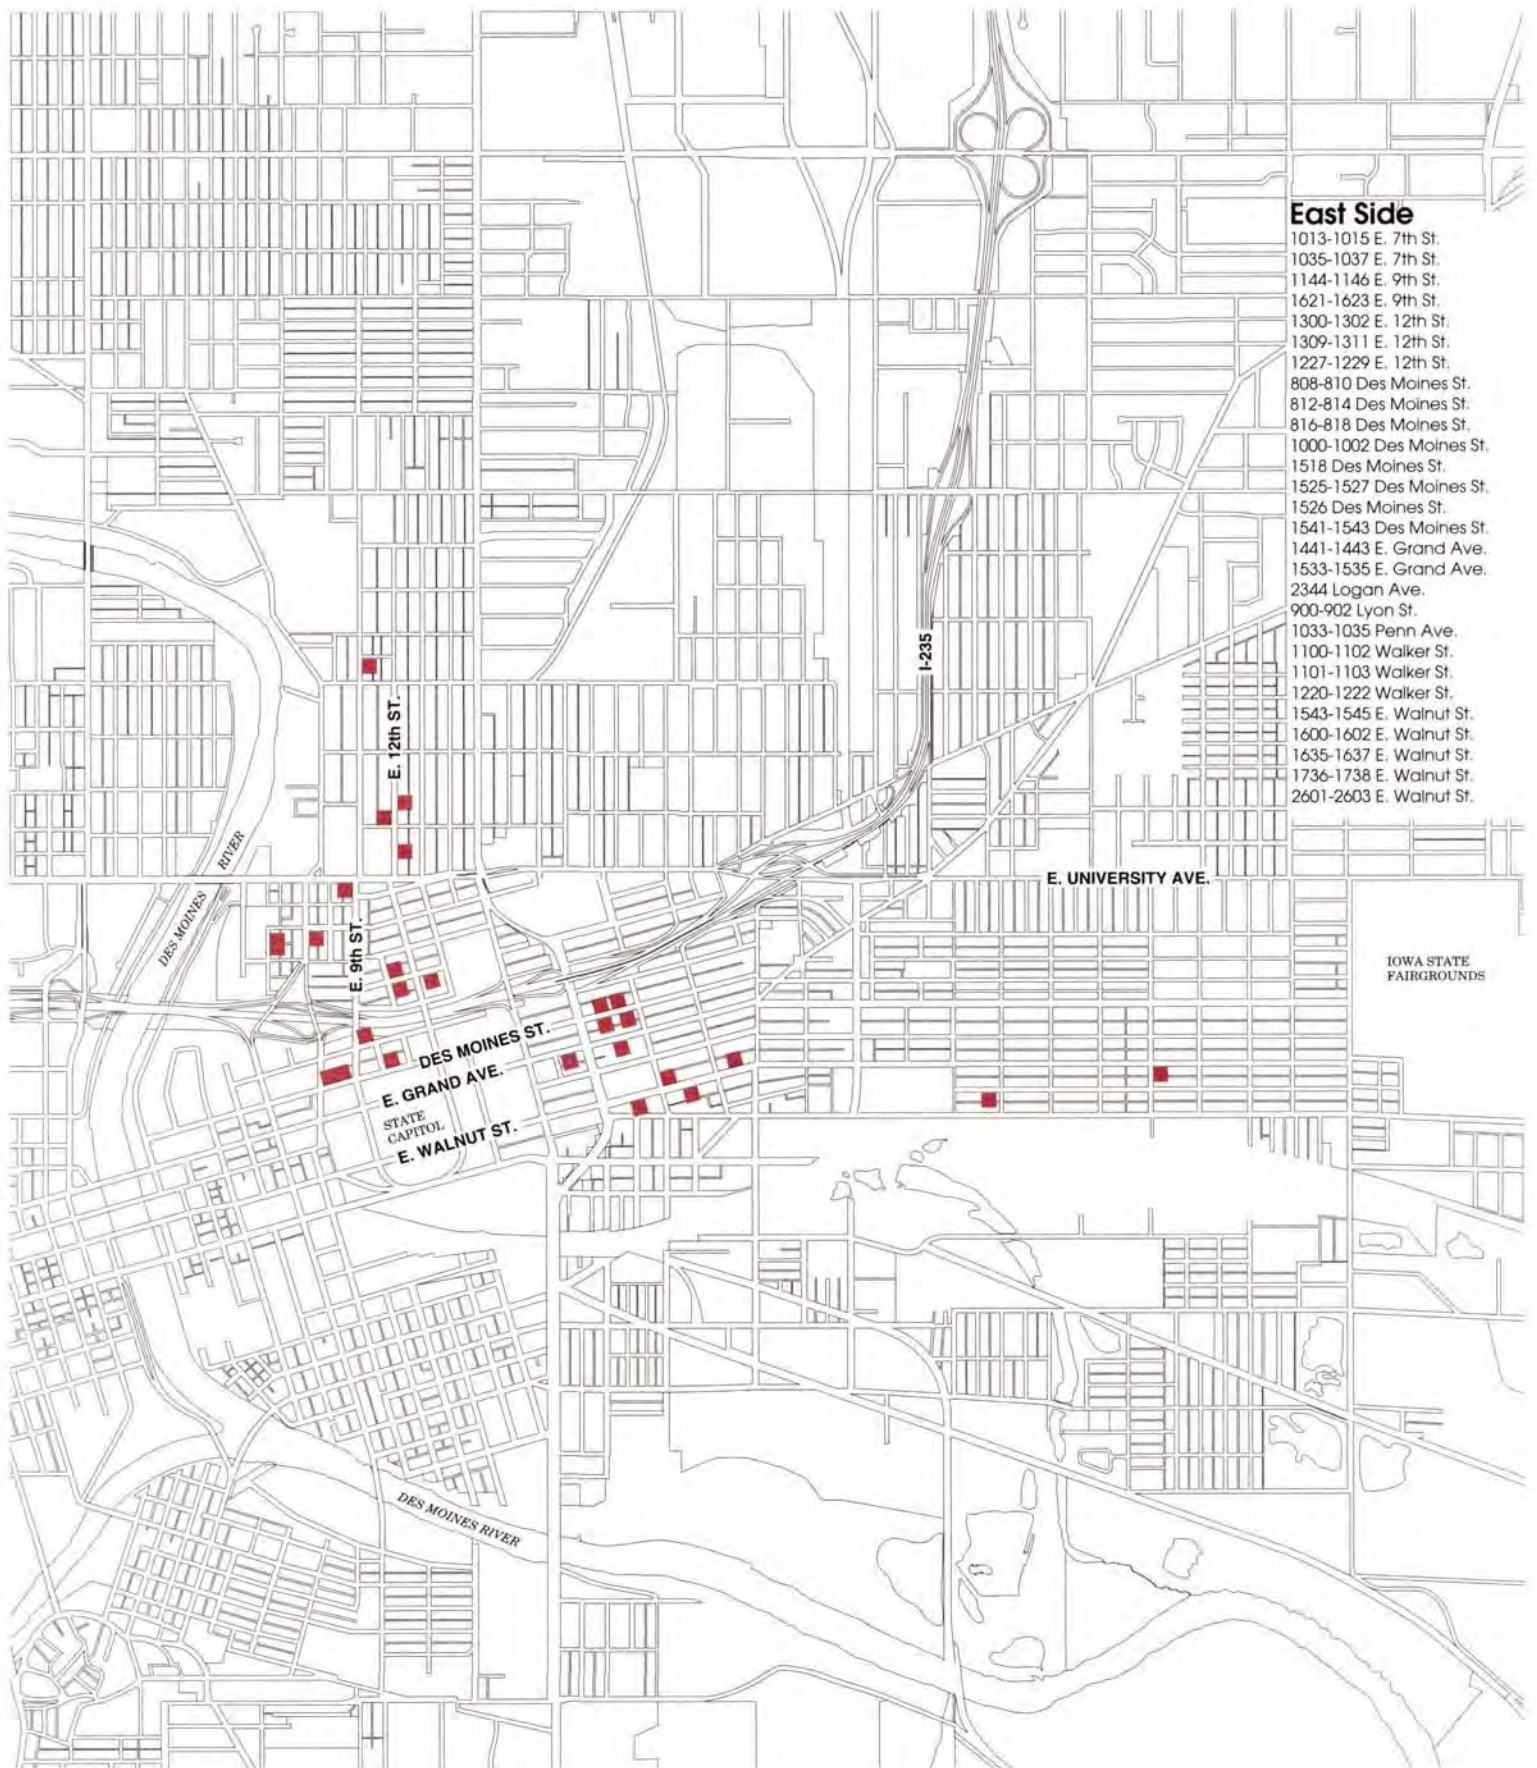 East Side
1013-1015 E. 7th St.
1035-1037 E. 7th St.
1144-1146 E. 9th St.
1621-1623 E. 9th St.
1300-1302 E. 12th St.
1309-1311 E. 12th St.
1227-1229 E. 12th St.
808-810 Des Moines St.
812-814 Des Moines St.
816-818 Des Moines St.
1000-1002 Des Moines St.
1518 Des Moines St.
1525-1527 Des Moines St.
1526 Des Moines St.
1541-1543 Des Moines St.
1441-1443 E. Grand Ave.
1533-1535 E. Grand Ave.
2344 Logan Ave.
900-902 Lyon St.
1033-1035 Penn Ave.
1100-1102 Walker St.
1101-1103 Walker St.
1220-1222 Walker St.
1543-1545 E. Walnut St.
1600-1602 E. Walnut St.
1635-1637 E. Walnut St.
1736-1738 E. Walnut St.
2601-2603 E. Walnut St.
I-235
E. 12th ST.
DES MOINES RIVER
E. UNIVERSITY AVE.
E. 9th ST.
IOWA STATE
FAIRGROUNDS
DES MOINES ST.
E. GRAND AVE.
STATE
CAPITOL
E. WALNUT ST.
DES MOINES RIVER